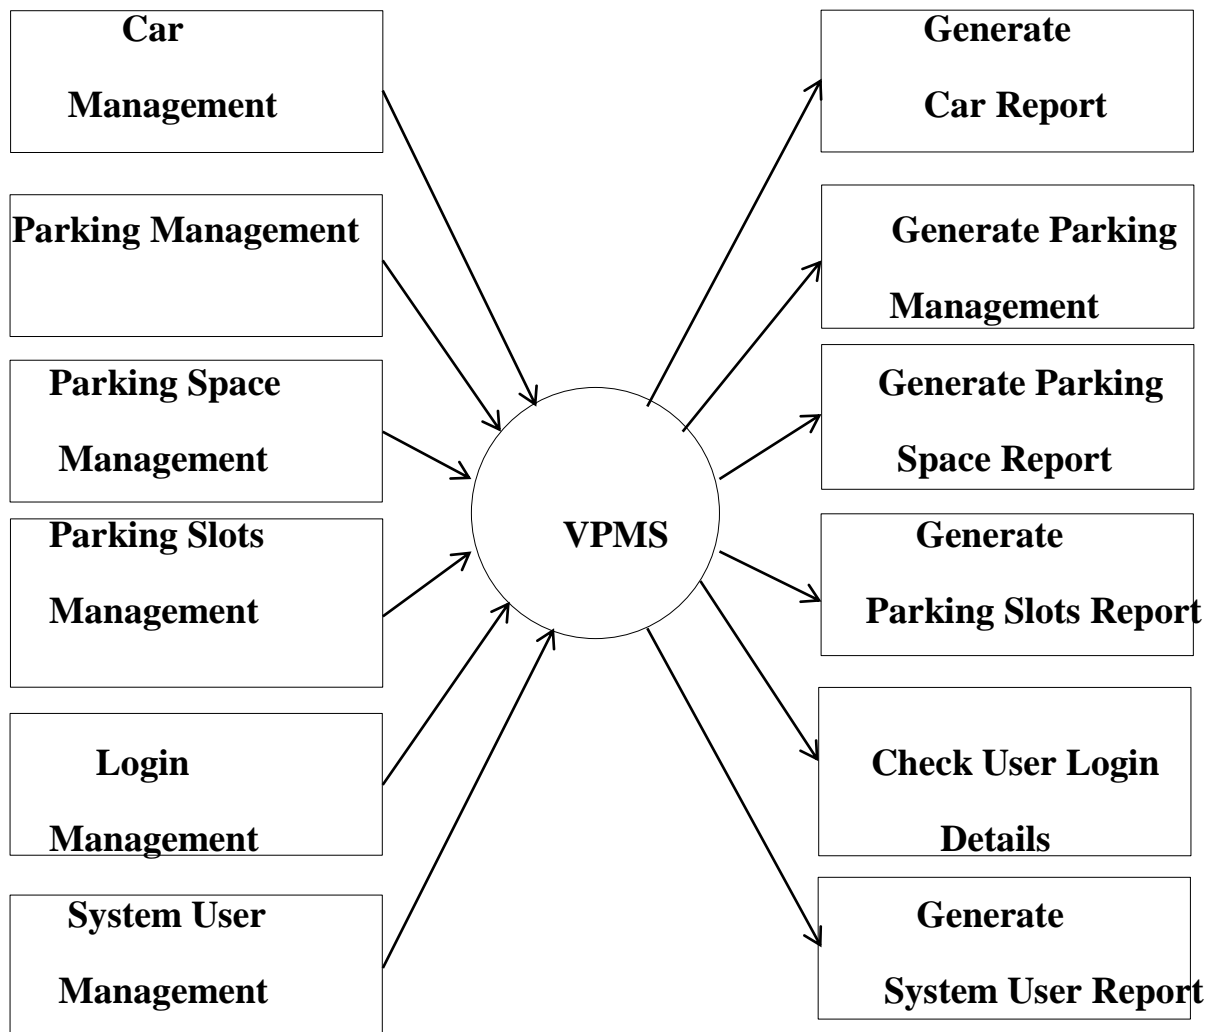 Car
Management
Parking Management
Parking Space
Management
Parking Slots
Management
Login
Management
System User
Management
VPMS
Generate
Car Report
Generate Parking
Management
Generate Parking
Space Report
Generate
Parking Slots Report
Check User Login
Details
Generate
System User Report